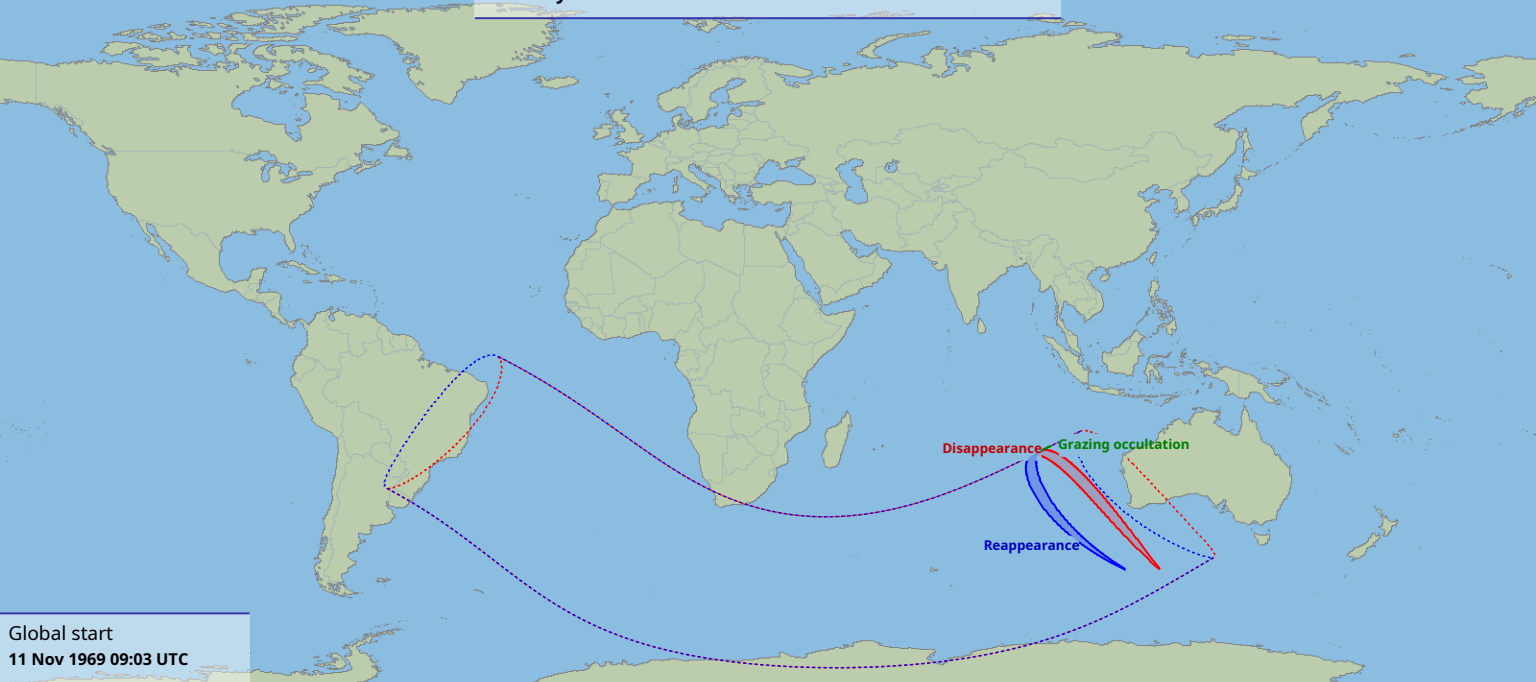 Disappearance
Grazing occultation
Reappearance
Global start
11 Nov 1969 09:03 UTC